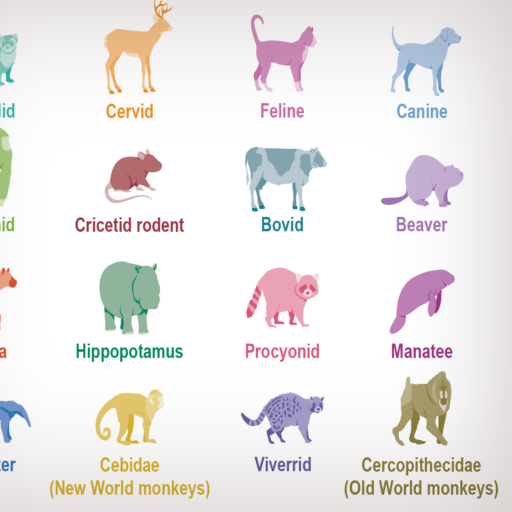 lid
Cervid
Feline
Canine
id
Cricetid rodent
Bovid
Beaver
a
Hippopotamus
Procyonid
Manatee
ter
Cebidae
(New World monkeys)
Viverrid
Cercopithecidae
(Old World monkeys)